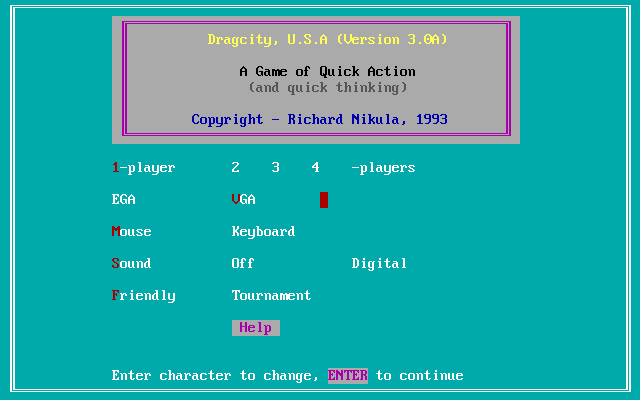 Dragcity, U.S.A (Version 3.0A)
A Game of Quick Action
(and quick thinking)
Copyright - Richard Nikula, 1993
1-player 2 3 4 -players
EGA VGA
Mouse Keyboard
Sound Off Digital
Friendly Tournament
Help
Enter character to change, ENTER to continue